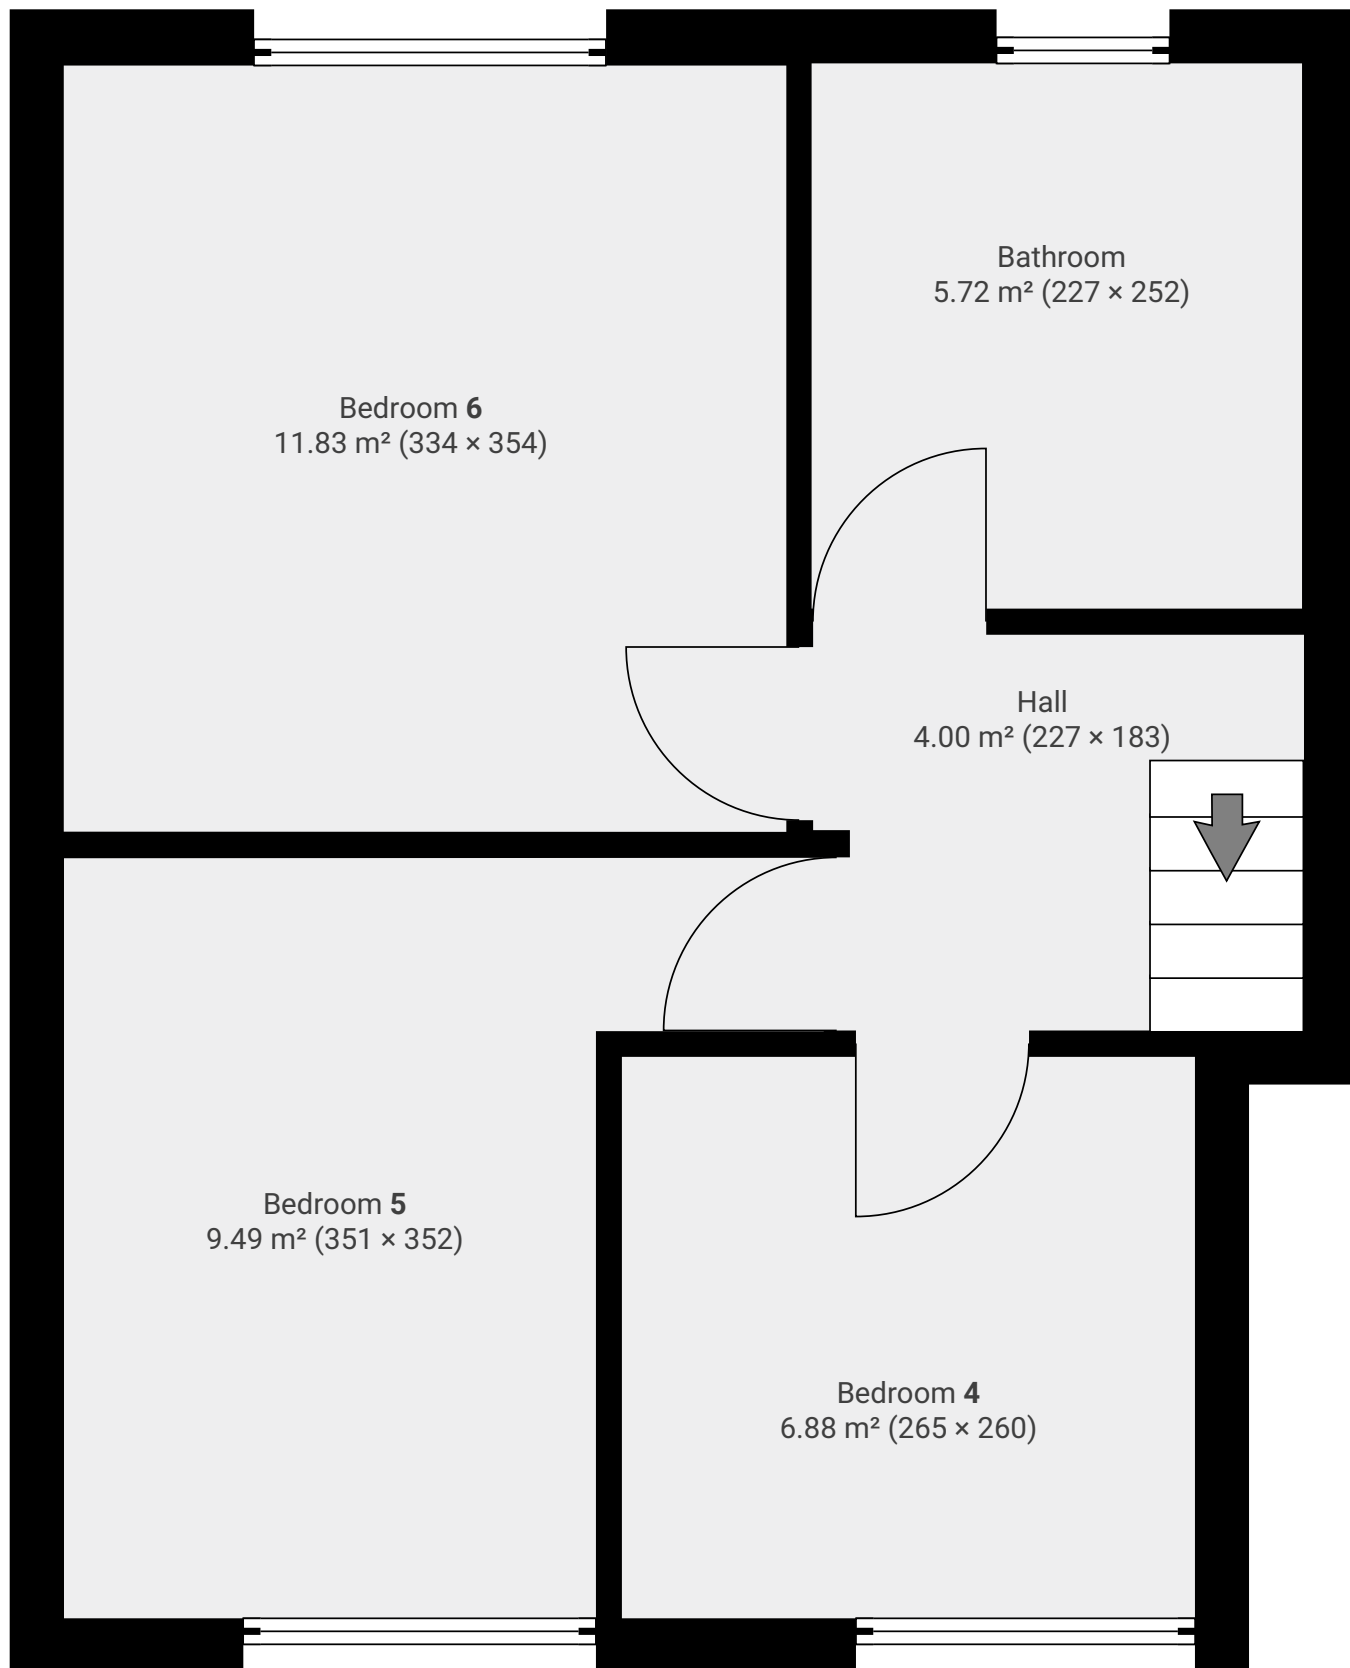 Bathroom
5.72 m² (227 × 252)
Bedroom 6
11.83 m² (334 × 354)
Hall
4.00 m² (227 × 183)
Bedroom 5
9.49 m² (351 × 352)
Bedroom 4
6.88 m² (265 × 260)